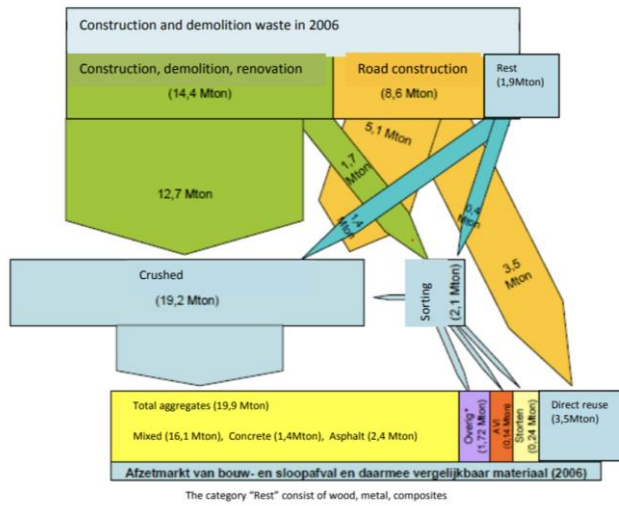 Construction and demolition waste in 2006
Construction, demolition, renovation
(14,4 Mton)
Road construction
(8,6 Mton)
Rest
(1,9Mton)
12,7 Mton
1,7
Mton
5,1 Mton
1,4
Mton
0,4
Mton
3,5
Mton
Crushed
(19,2 Mton)
Sorting
(2,1 Mton)
Total aggregates (19,9 Mton)
Mixed (16,1 Mton), Concrete (1,4Mton), Asphalt (2,4 Mton)
Overig*
(1,72 Mton)
AVI
(0,14 Mton)
Storten
(0,24 Mton)
Direct reuse
(3,5Mton)
Afzetmarkt van bouw- en sloopafval en daarmee vergelijkbaar materiaal (2006)
The category "Rest" consist of wood, metal, composites